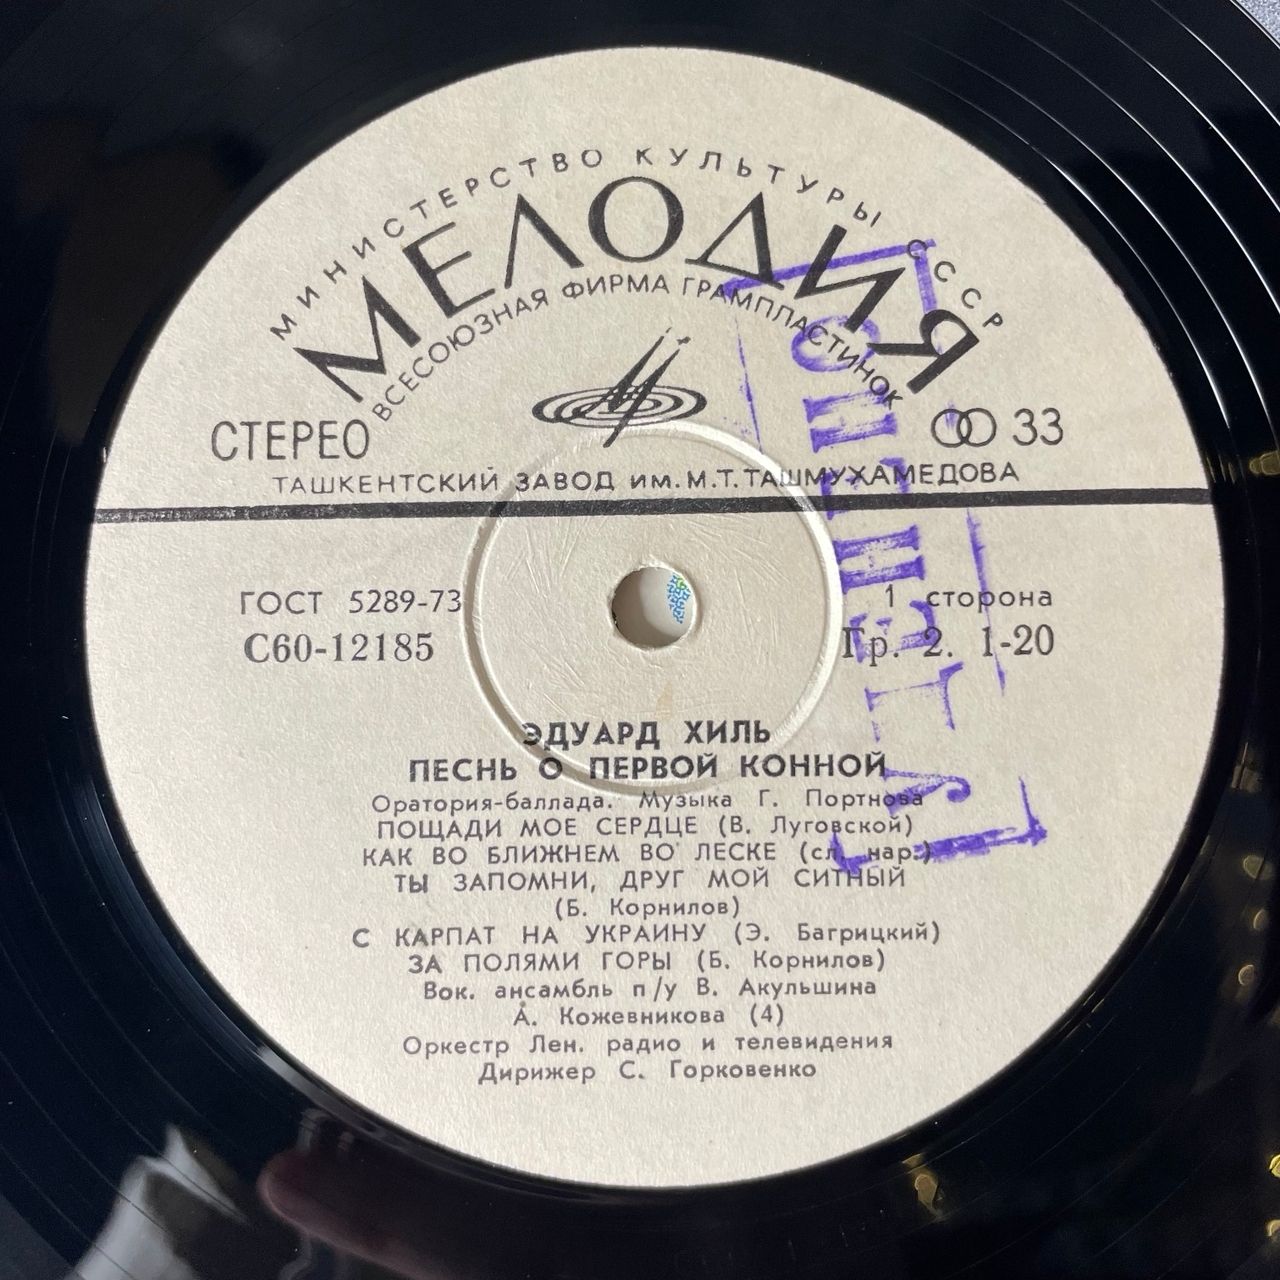 МИНИСТЕРСТВО КУЛЬТУРЫ СССР
МЕЛОДИЯ
ВСЕСОЮЗНАЯ ФИРМА ГРАМПЛАСТИНОК
СТЕРЕО
33
ТАШКЕНТСКИЙ ЗАВОД им. М.Т. ТАШМУХАМЕДОВА
ГОСТ 5289-73
1 сторона
С60-12185
Гр. 2. 1-20
ЭДУАРД ХИЛЬ
ПЕСНЬ О ПЕРВОЙ КОННОЙ
Оратория-баллада. Музыка Г. Портнова
ПОЩАДИ МОЕ СЕРДЦЕ (В. Луговской)
КАК ВО БЛИЖНЕМ ВО ЛЕСКЕ (сл. нар.)
ТЫ ЗАПОМНИ, ДРУГ МОЙ СИТНЫЙ
(Б. Корнилов)
С КАРПАТ НА УКРАИНУ (Э. Багрицкий)
ЗА ПОЛЯМИ ГОРЫ (Б. Корнилов)
Вок. ансамбль п/у В. Акульшина
А. Кожевникова (4)
Оркестр Лен. радио и телевидения
Дирижер С. Горковенко
УЦЕНЕНО